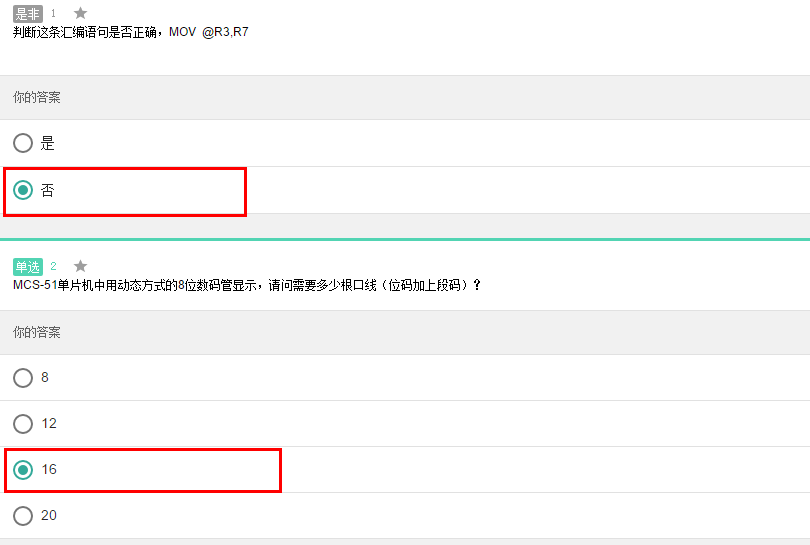 是非 1
判断这条汇编语句是否正确，MOV @R3,R7
你的答案
是
否
单选 2
MCS-51单片机中用动态方式的8位数码管显示，请问需要多少根口线（位码加上段码）？
你的答案
8
12
16
20